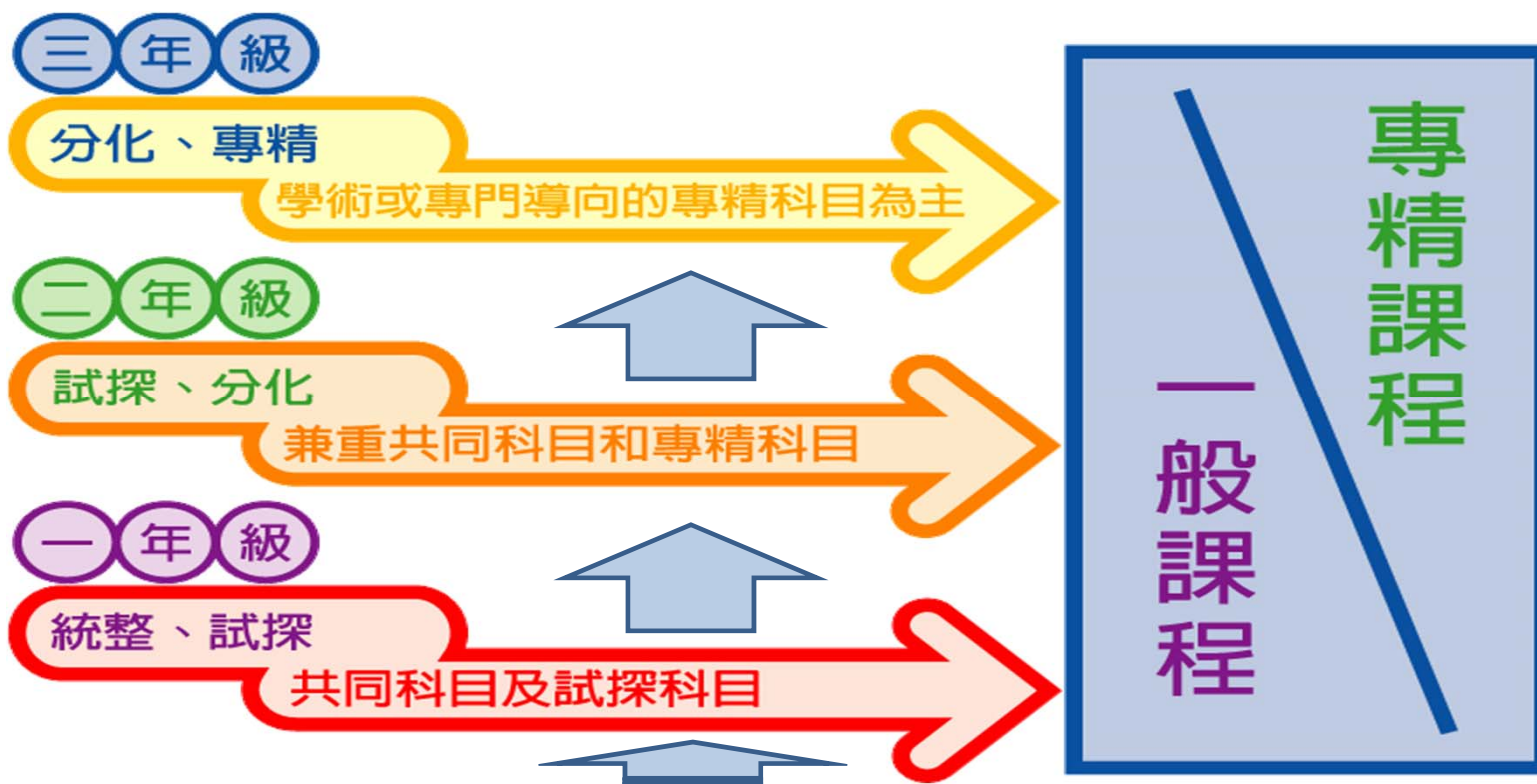 三年級
分化、專精
學術或專門導向的專精科目為主
二年級
試探、分化
兼重共同科目和專精科目
一年級
統整、試探
共同科目及試探科目
專精課程
一般課程